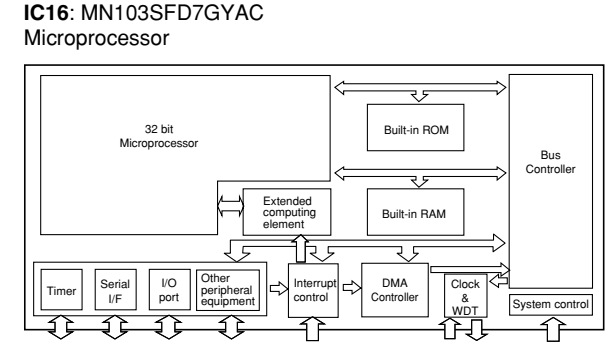 IC16: MN103SFD7GYAC
Microprocessor
32 bit
Microprocessor
Built-in ROM
Bus
Controller
Extended
computing
element
Built-in RAM
Timer
Serial
I/F
I/O
port
Other
peripheral
equipment
Interrupt
control
DMA
Controller
Clock
&
WDT
System control